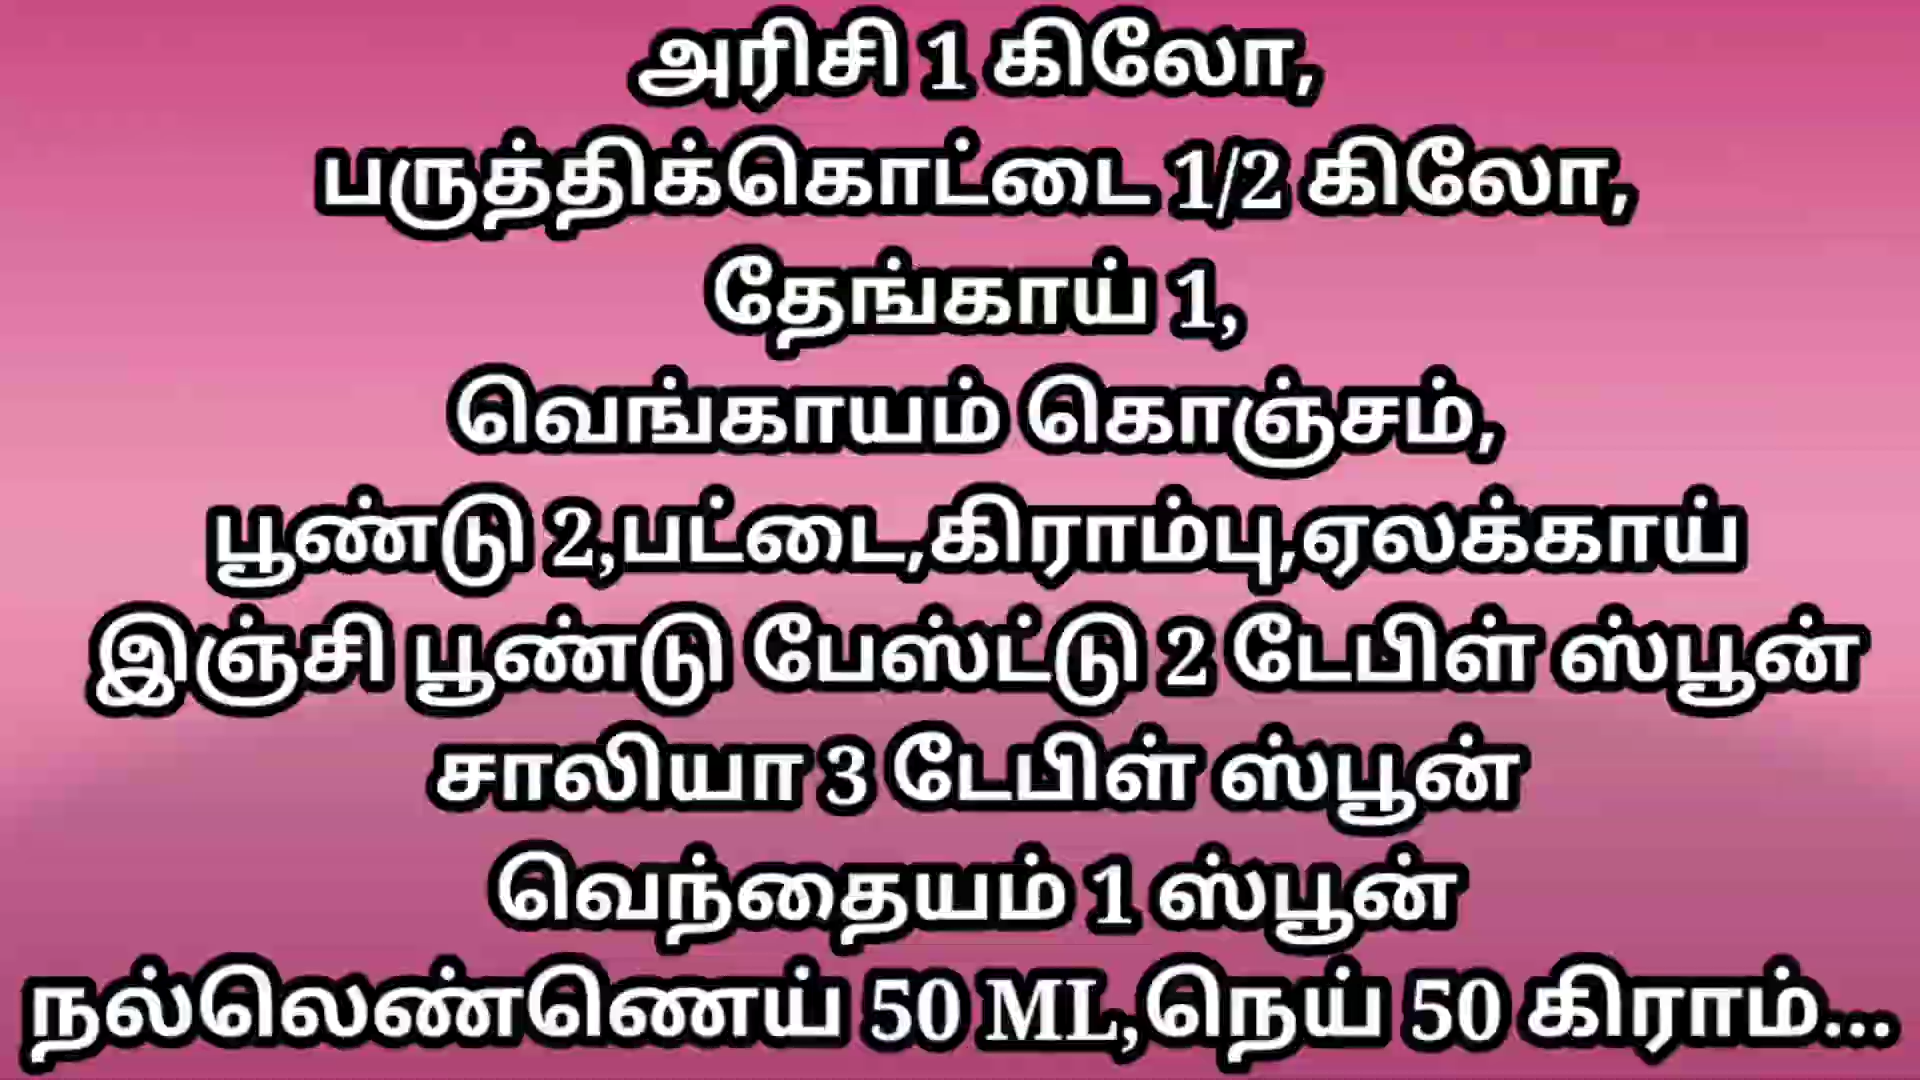 அரிசி 1 கிலோ,
பருத்திக்கொட்டை 1/2 கிலோ,
தேங்காய் 1,
வெங்காயம் கொஞ்சம்,
பூண்டு 2,பட்டை,கிராம்பு,ஏலக்காய்
இஞ்சி பூண்டு பேஸ்ட்டு 2 டேபிள் ஸ்பூன்
சாலியா 3 டேபிள் ஸ்பூன்
வெந்தையம் 1 ஸ்பூன்
நல்லெண்ணெய் 50 ML,நெய் 50 கிராம்...